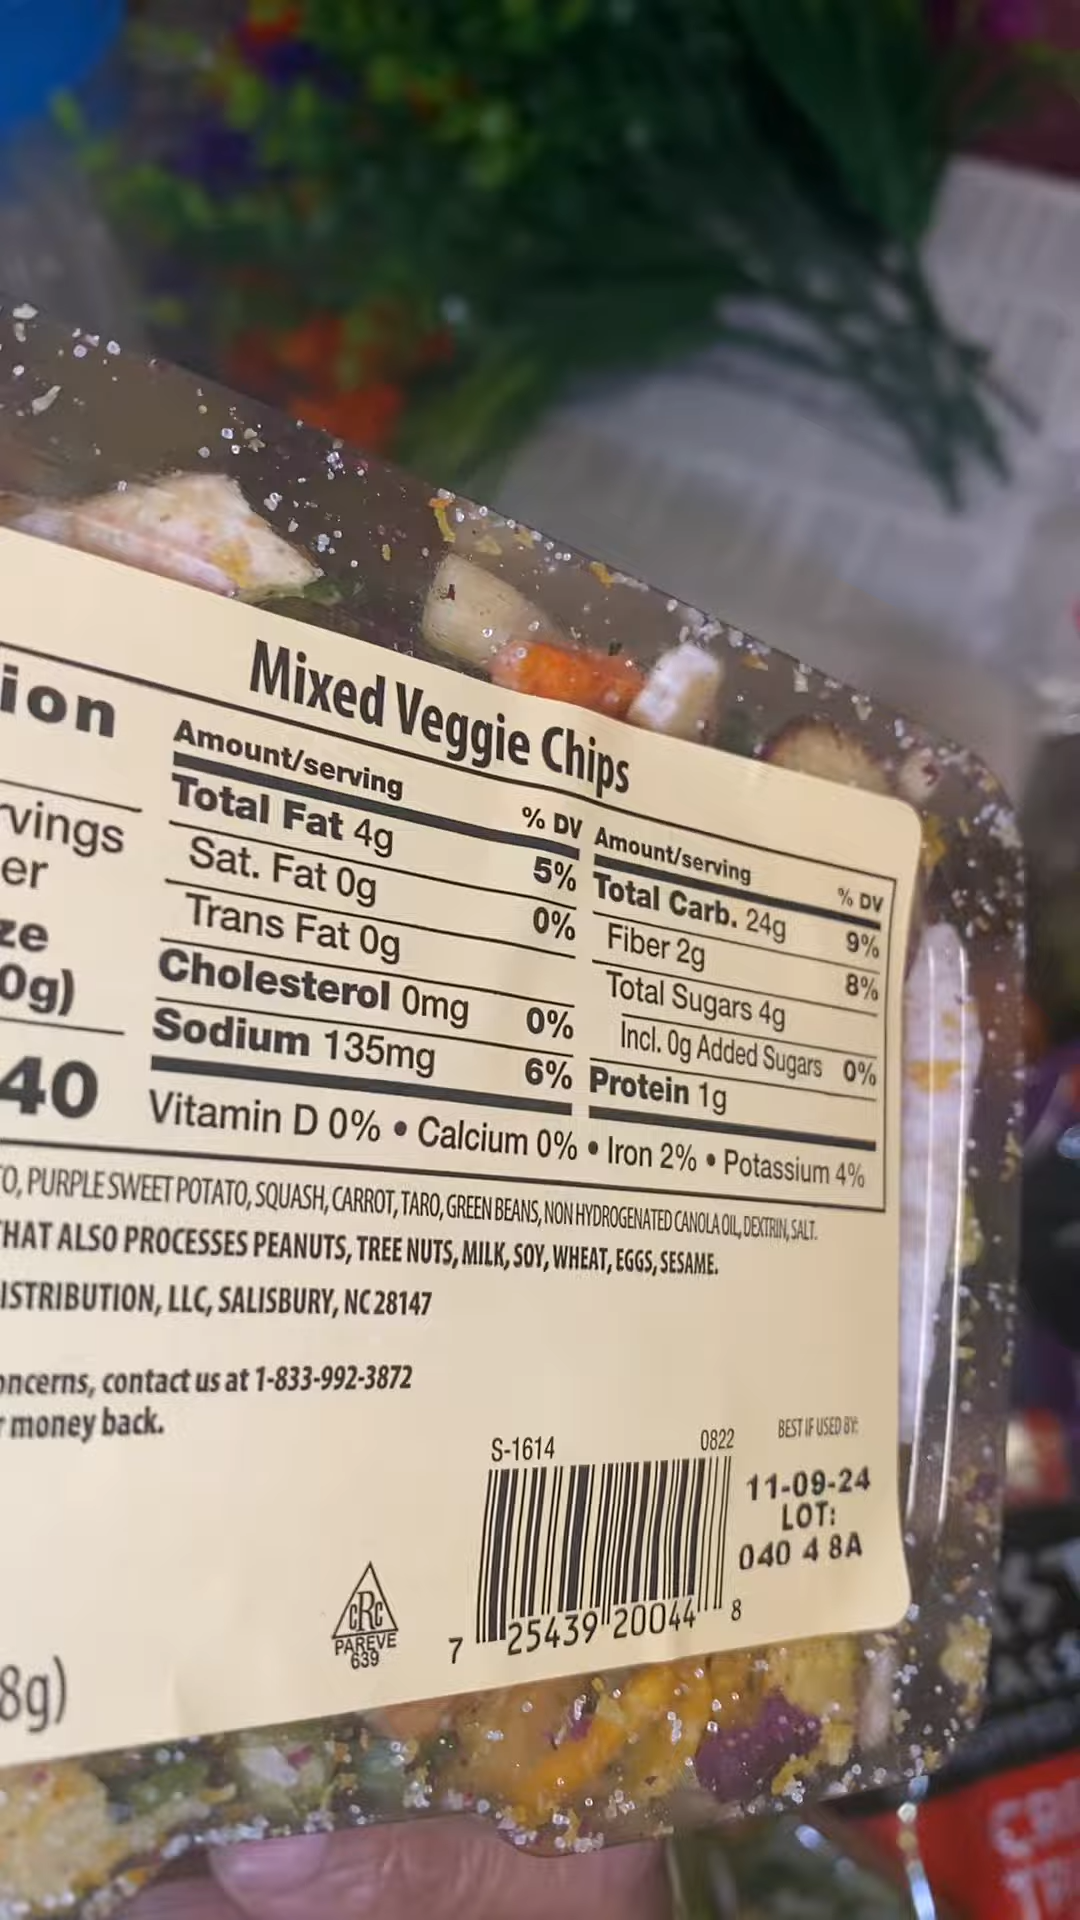 Mixed Veggie Chips
ion
rvings
er
ze
0g)
40
Amount/serving % DV
Total Fat 4g 5%
Sat. Fat 0g 0%
Trans Fat 0g
Cholesterol 0mg 0%
Sodium 135mg 6%
Amount/serving % DV
Total Carb. 24g 9%
Fiber 2g 8%
Total Sugars 4g
Incl. 0g Added Sugars 0%
Protein 1g
Vitamin D 0% • Calcium 0% • Iron 2% • Potassium 4%
O, PURPLE SWEET POTATO, SQUASH, CARROT, TARO, GREEN BEANS, NON HYDROGENATED CANOLA OIL, DEXTRIN, SALT.
HAT ALSO PROCESSES PEANUTS, TREE NUTS, MILK, SOY, WHEAT, EGGS, SESAME.
ISTRIBUTION, LLC, SALISBURY, NC 28147
oncerns, contact us at 1-833-992-3872
r money back.
S-1614 0822
BEST IF USED BY:
11-09-24
LOT:
040 4 8A
7 25439 20044 8
CRC
PAREVE
639
8g)